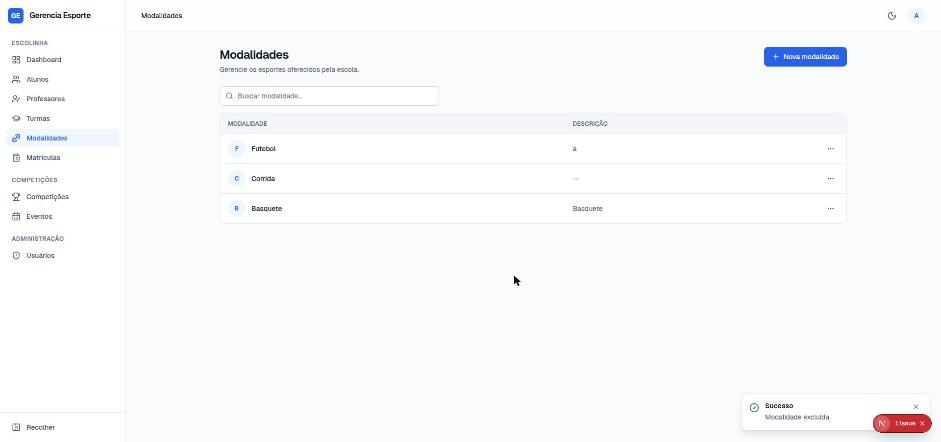 GE Gerencia Esporte
Modalidades
A
ESCOLINHA
Dashboard
Alunos
Professores
Turmas
Modalidades
Matrículas
COMPETIÇÕES
Competições
Eventos
ADMINISTRAÇÃO
Usuários
Recolher
Modalidades
Gerencie os esportes oferecidos pela escola.
Nova modalidade
Buscar modalidade...
MODALIDADE DESCRIÇÃO
F Futebol a
C Corrida —
B Basquete Basquete
Sucesso
Modalidade excluída.
N 1 Issue